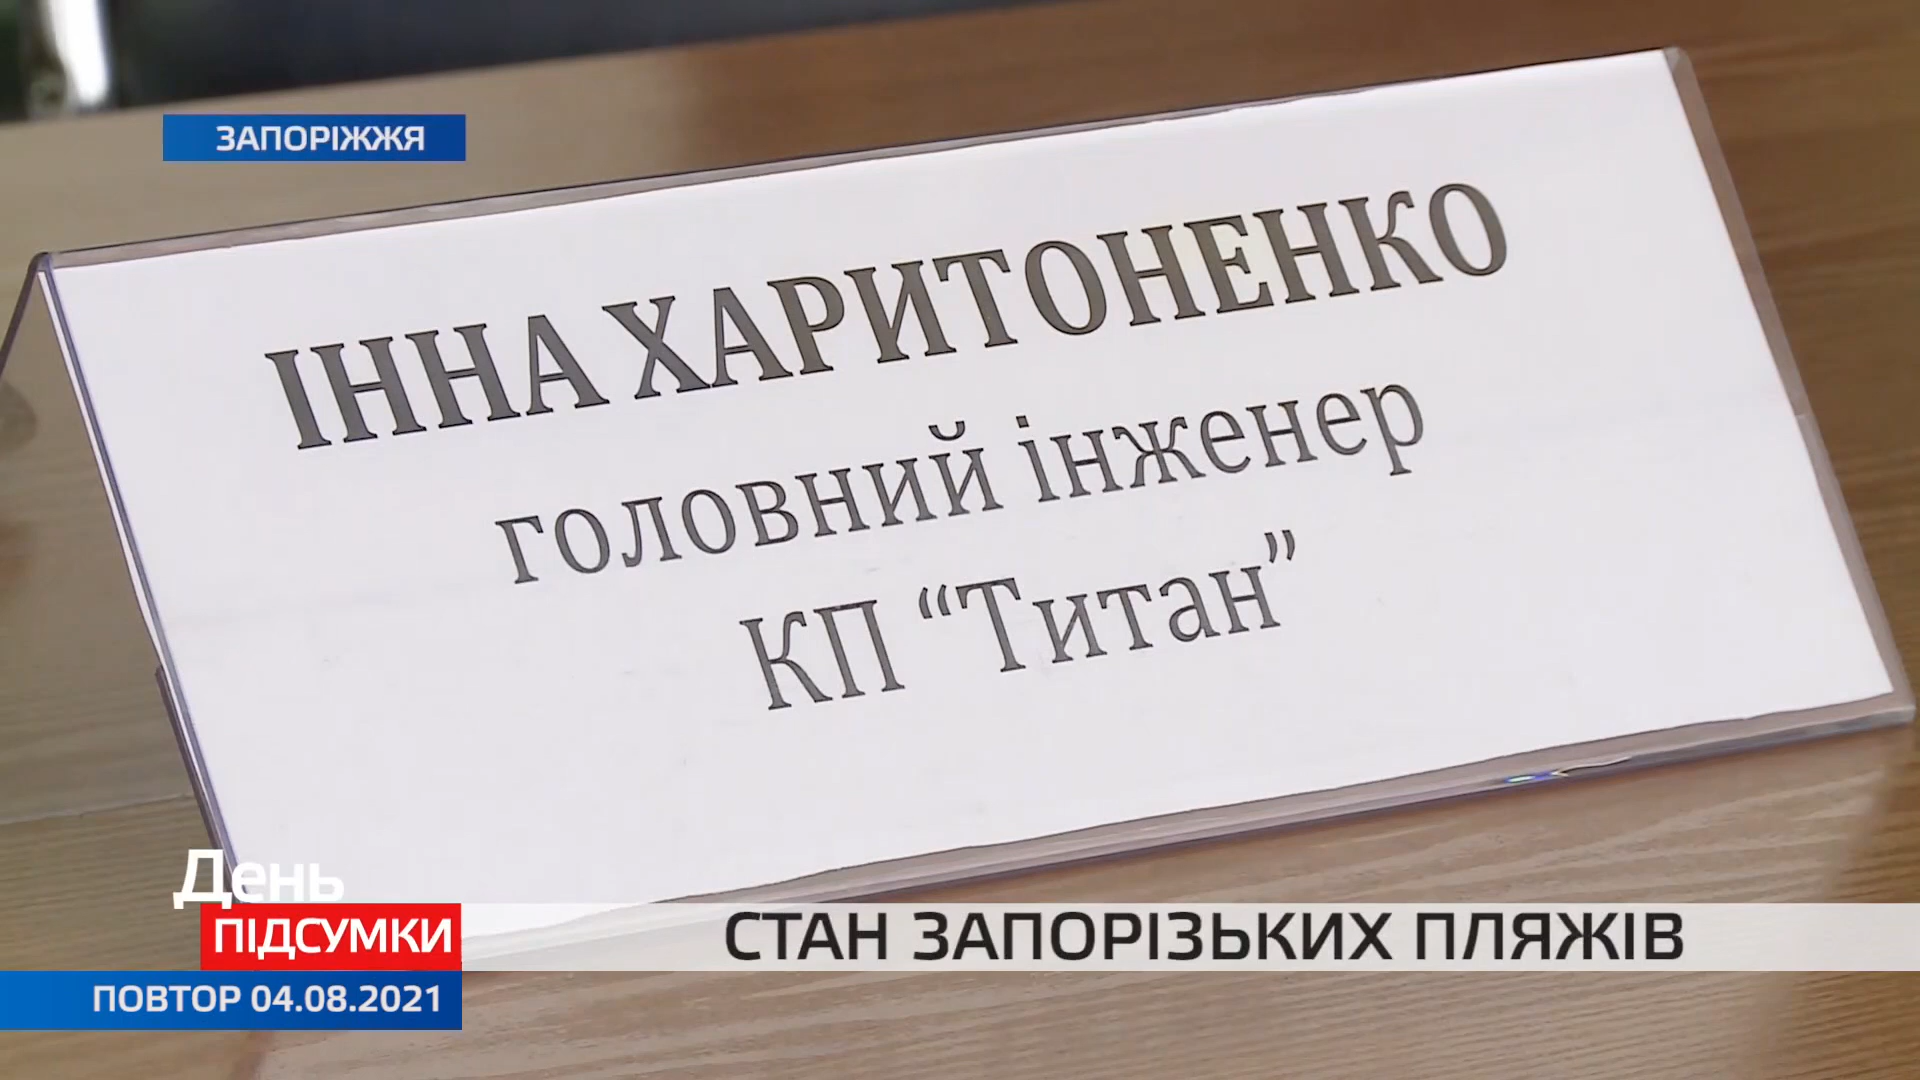 ЗАПОРІЖЖЯ
ІННА ХАРИТОНЕНКО
головний інженер
КП “Титан”
День
ПІДСУМКИ
СТАН ЗАПОРІЗЬКИХ ПЛЯЖІВ
ПОВТОР 04.08.2021